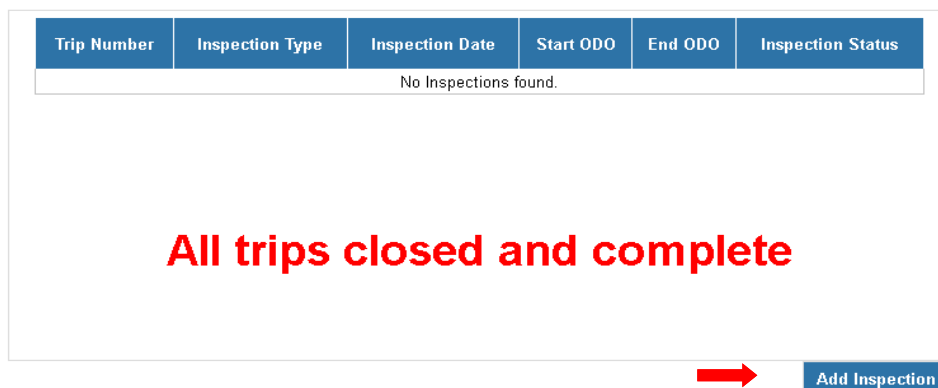 Trip Number Inspection Type Inspection Date Start ODO End ODO Inspection Status
No Inspections found.
All trips closed and complete
Add Inspection